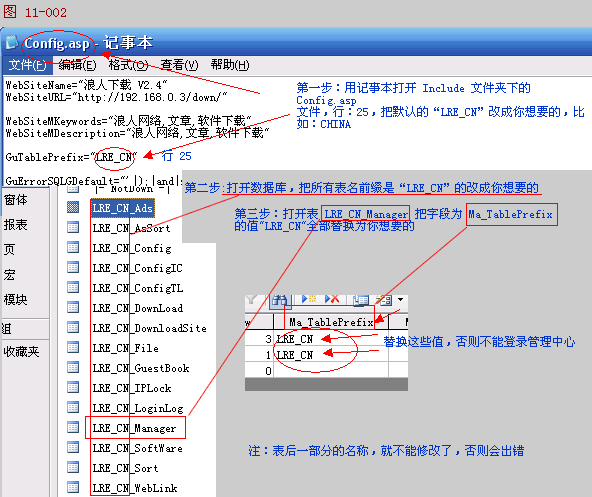 图 11-002
Config.asp - 记事本
文件(F) 编辑(E) 格式(O) 查看(V) 帮助(H)
WebSiteName="浪人下载 V2.4"
WebSiteURL="http://192.168.0.3/down/"
WebSiteMKeywords="浪人网络,文章,软件下载"
WebSiteMDescription="浪人网络,文章,软件下载"
GuTablePrefix="LRE_CN" 行 25
第一步：用记事本打开 Include 文件夹下的
Config.asp
文件，行：25，把默认的“LRE_CN”改成你想要的，比
如：CHINA
窗体
报表
页
宏
模块
组
收藏夹
LRE_CN_Ads
LRE_CN_AsSort
LRE_CN_Config
LRE_CN_ConfigIC
LRE_CN_ConfigTL
LRE_CN_DownLoad
LRE_CN_DownloadSite
LRE_CN_File
LRE_CN_GuestBook
LRE_CN_IPLock
LRE_CN_LoginLog
LRE_CN_Manager
LRE_CN_SoftWare
LRE_CN_Sort
LRE_CN_WebLink
第二步:打开数据库，把所有表名前缀是“LRE_CN”的改成你想要的
第三步：打开表 LRE_CN_Manager 把字段为 Ma_TablePrefix
的值"LRE_CN"全部替换为你想要的
Ma_TablePrefix
3 LRE_CN
1 LRE_CN
0
替换这些值，否则不能登录管理中心
注：表后一部分的名称，就不能修改了，否则会出错